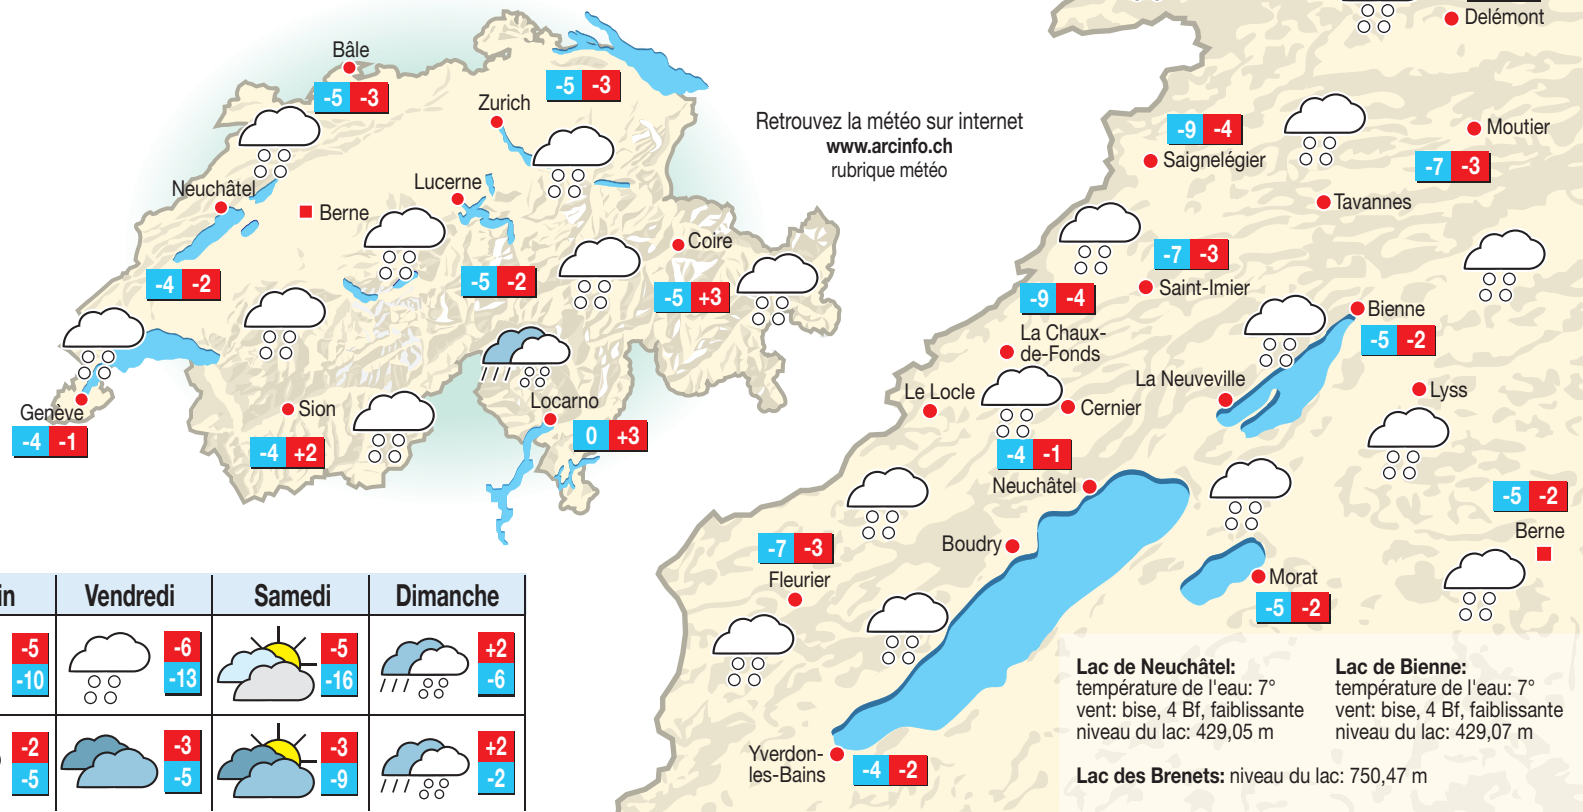 Bâle
-5 -3
-5 -3
Zurich
Neuchâtel
Lucerne
Berne
Coire
-4 -2
-5 -2
-5 +3
Genève
-4 -1
Sion
-4 +2
Locarno
0 +3
Retrouvez la météo sur internet
www.arcinfo.ch
rubrique météo
Delémont
-9 -4
Saignelégier
Moutier
-7 -3
Tavannes
-7 -3
Saint-Imier
-9 -4
La Chaux-
de-Fonds
Bienne
-5 -2
La Neuveville
Le Locle
Cernier
Lyss
-4 -1
Neuchâtel
-5 -2
Berne
Boudry
-7 -3
Fleurier
Morat
-5 -2
Yverdon-
les-Bains
-4 -2
in Vendredi Samedi Dimanche
-5 -6 -5 +2
-10 -13 -16 -6
-2 -3 -3 +2
-5 -5 -9 -2
Lac de Neuchâtel:
température de l'eau: 7°
vent: bise, 4 Bf, faiblissante
niveau du lac: 429,05 m
Lac de Bienne:
température de l'eau: 7°
vent: bise, 4 Bf, faiblissante
niveau du lac: 429,07 m
Lac des Brenets: niveau du lac: 750,47 m